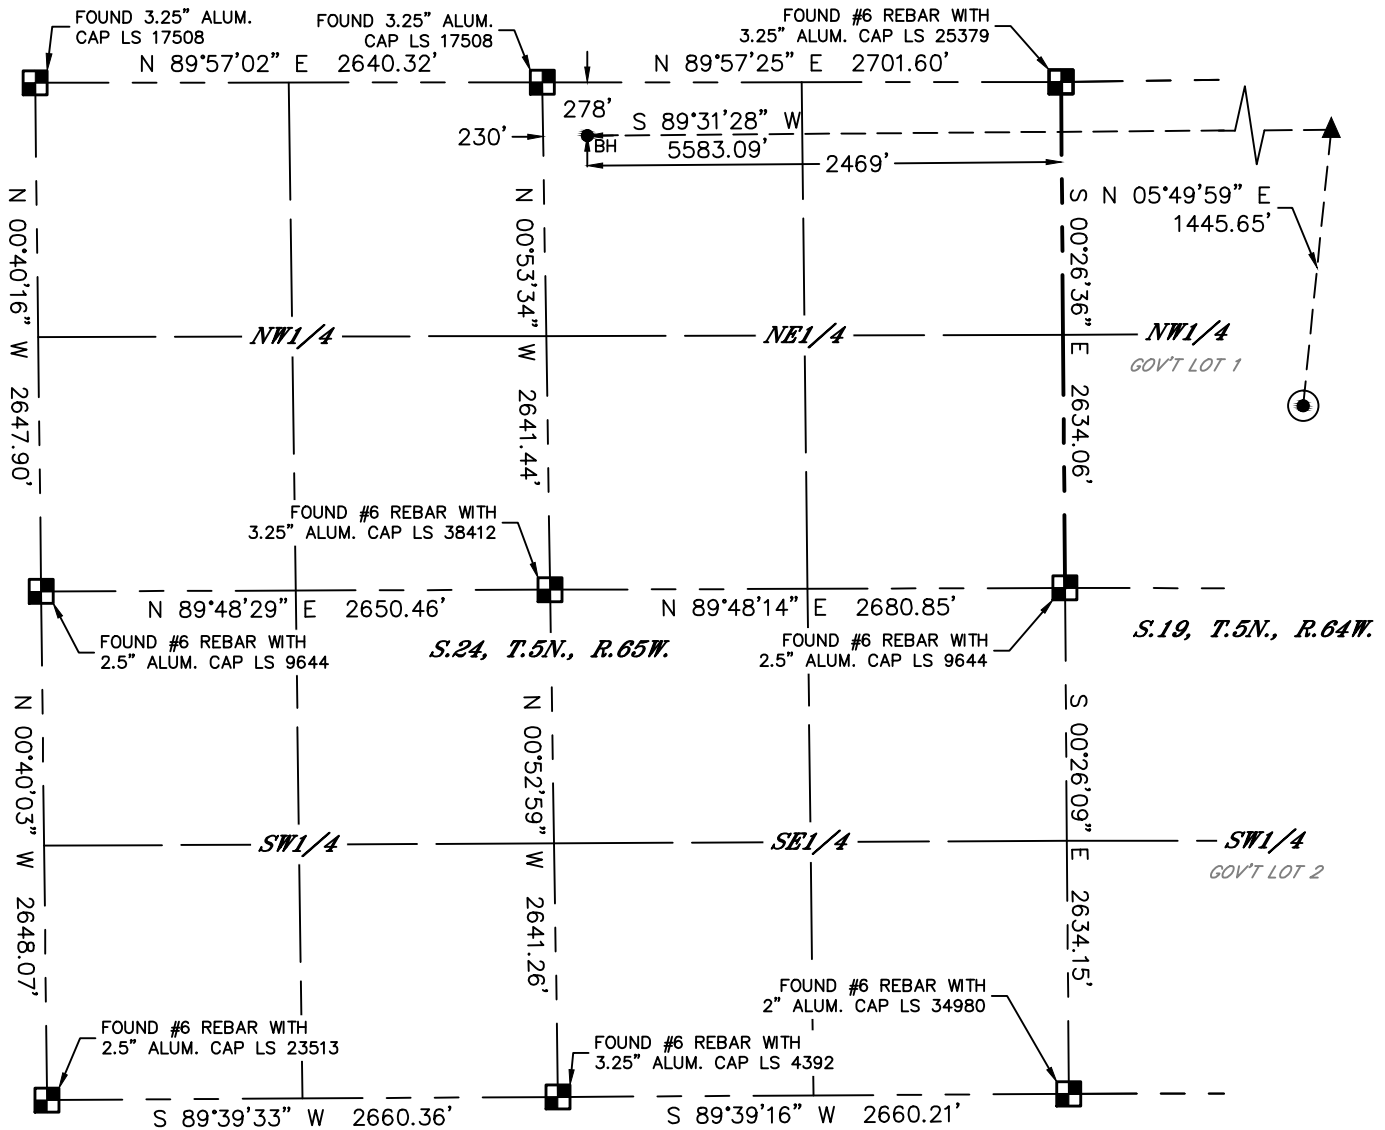 FOUND 3.25" ALUM.
CAP LS 17508
FOUND 3.25" ALUM.
CAP LS 17508
FOUND #6 REBAR WITH
3.25" ALUM. CAP LS 25379
N 89°57'02" E 2640.32'
N 89°57'25" E 2701.60'
278'
230'
BH
S 89°31'28" W
5583.09'
2469'
N 05°49'59" E
1445.65'
N 00°40'16" W 2647.90'
N 00°53'34" W 2641.44'
S 00°26'36" E 2634.06'
NW1/4
NE1/4
NW1/4
GOV'T LOT 1
FOUND #6 REBAR WITH
3.25" ALUM. CAP LS 38412
N 89°48'29" E 2650.46'
N 89°48'14" E 2680.85'
FOUND #6 REBAR WITH
2.5" ALUM. CAP LS 9644
S.24, T.5N., R.65W.
FOUND #6 REBAR WITH
2.5" ALUM. CAP LS 9644
S.19, T.5N., R.64W.
N 00°40'03" W 2648.07'
N 00°52'59" W 2641.26'
S 00°26'09" E 2634.15'
SW1/4
SE1/4
SW1/4
GOV'T LOT 2
FOUND #6 REBAR WITH
2.5" ALUM. CAP LS 23513
FOUND #6 REBAR WITH
3.25" ALUM. CAP LS 4392
FOUND #6 REBAR WITH
2" ALUM. CAP LS 34980
S 89°39'33" W 2660.36'
S 89°39'16" W 2660.21'